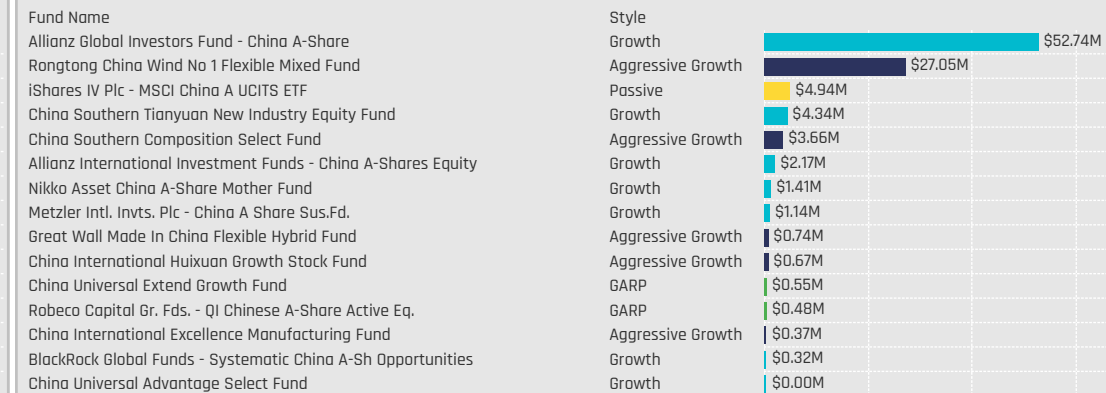 Fund Name Style
Allianz Global Investors Fund - China A-Share Growth $52.74M
Rongtong China Wind No 1 Flexible Mixed Fund Aggressive Growth $27.05M
iShares IV Plc - MSCI China A UCITS ETF Passive $4.94M
China Southern Tianyuan New Industry Equity Fund Growth $4.34M
China Southern Composition Select Fund Aggressive Growth $3.66M
Allianz International Investment Funds - China A-Shares Equity Growth $2.17M
Nikko Asset China A-Share Mother Fund Growth $1.41M
Metzler Intl. Invts. Plc - China A Share Sus.Fd. Growth $1.14M
Great Wall Made In China Flexible Hybrid Fund Aggressive Growth $0.74M
China International Huixuan Growth Stock Fund Aggressive Growth $0.67M
China Universal Extend Growth Fund GARP $0.55M
Robeco Capital Gr. Fds. - QI Chinese A-Share Active Eq. GARP $0.48M
China International Excellence Manufacturing Fund Aggressive Growth $0.37M
BlackRock Global Funds - Systematic China A-Sh Opportunities Growth $0.32M
China Universal Advantage Select Fund Growth $0.00M